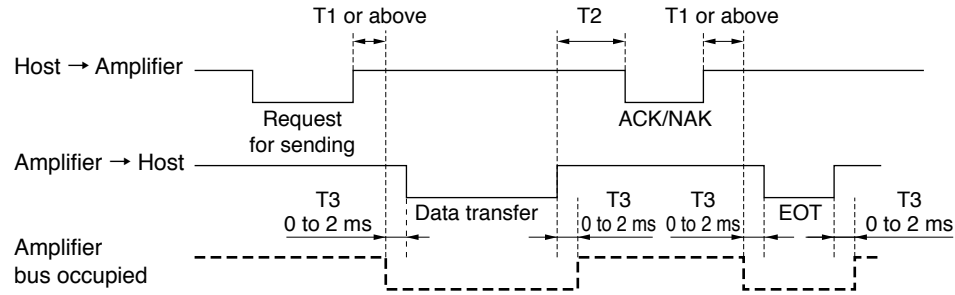 T1 or above
T2
T1 or above
Host → Amplifier
Request
for sending
ACK/NAK
Amplifier → Host
Data transfer
EOT
T3
0 to 2 ms
T3
0 to 2 ms
T3
0 to 2 ms
T3
0 to 2 ms
Amplifier
bus occupied